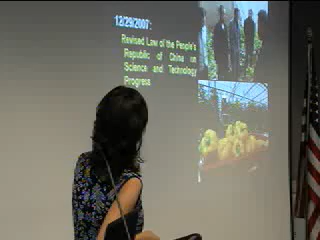 12/29/2007:
Revised Law of the People's
Republic of China on
Science and Technology
Progress